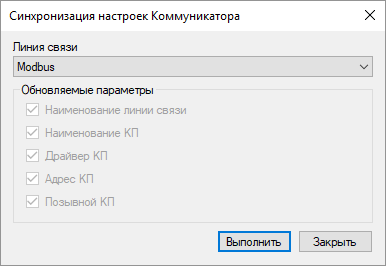 Синхронизация настроек Коммуникатора
Линия связи
Modbus
Обновляемые параметры
Наименование линии связи
Наименование КП
Драйвер КП
Адрес КП
Позывной КП
Выполнить
Закрыть